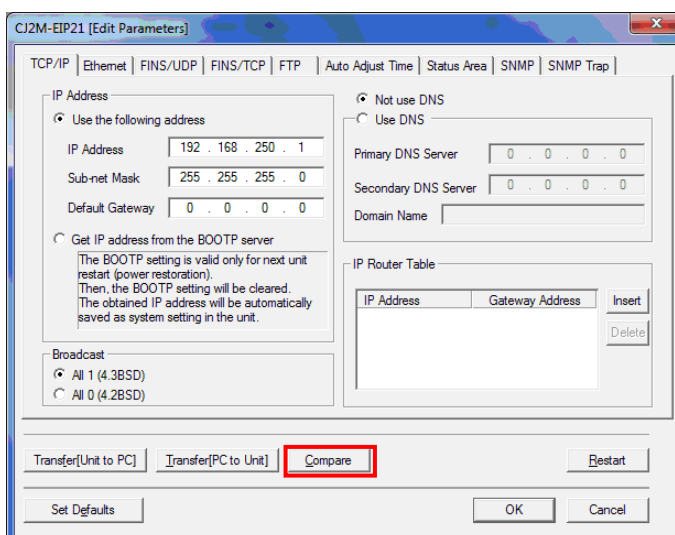 CJ2M-EIP21 [Edit Parameters]
TCP/IP Ethernet FINS/UDP FINS/TCP FTP Auto Adjust Time Status Area SNMP SNMP Trap
IP Address
Use the following address
IP Address 192 . 168 . 250 . 1
Sub-net Mask 255 . 255 . 255 . 0
Default Gateway 0 . 0 . 0 . 0
Get IP address from the BOOTP server
The BOOTP setting is valid only for next unit
restart (power restoration).
Then, the BOOTP setting will be cleared.
The obtained IP address will be automatically
saved as system setting in the unit.
Broadcast
All 1 (4.3BSD)
All 0 (4.2BSD)
Not use DNS
Use DNS
Primary DNS Server 0 . 0 . 0 . 0
Secondary DNS Server 0 . 0 . 0 . 0
Domain Name
IP Router Table
IP Address Gateway Address
Insert
Delete
Transfer[Unit to PC] Transfer[PC to Unit] Compare Restart
Set Defaults OK Cancel